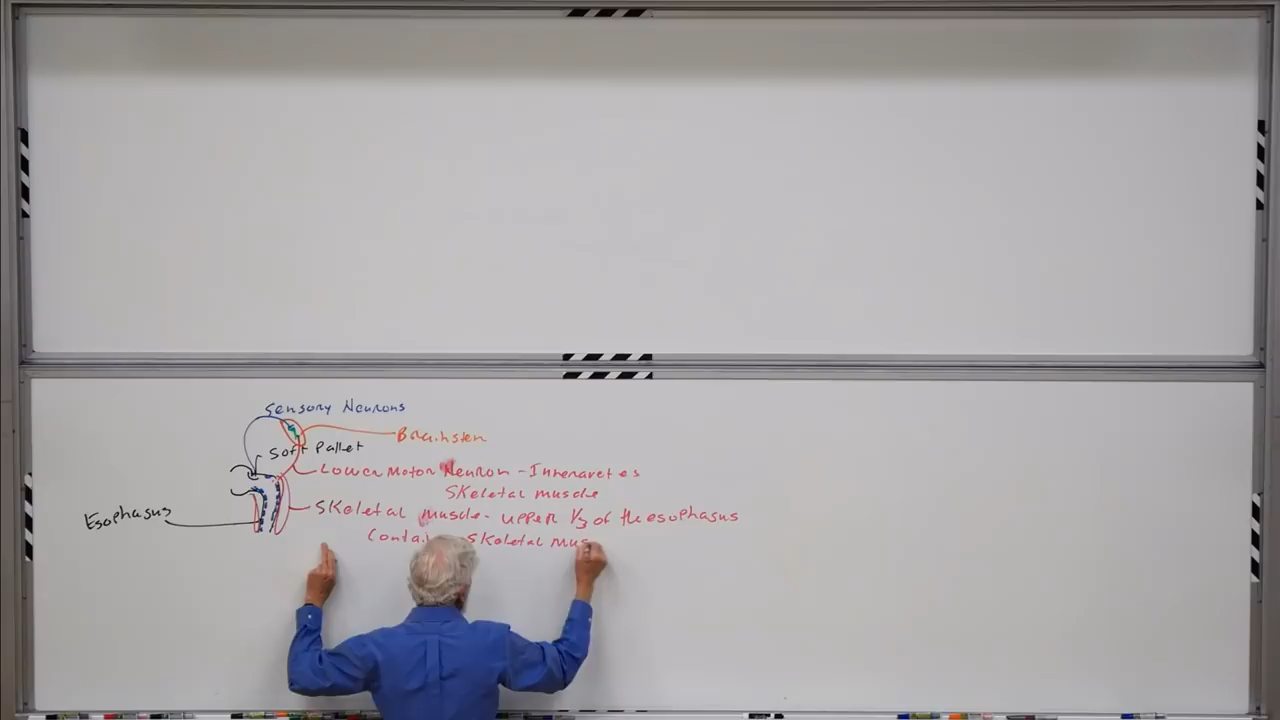 Sensory Neurons
Brainstem
Soft Pallet
Lower Motor Neuron - Innervates
Skeletal muscle
Skeletal muscle - upper 1/3 of the esophagus
Esophagus
Skeletal mus